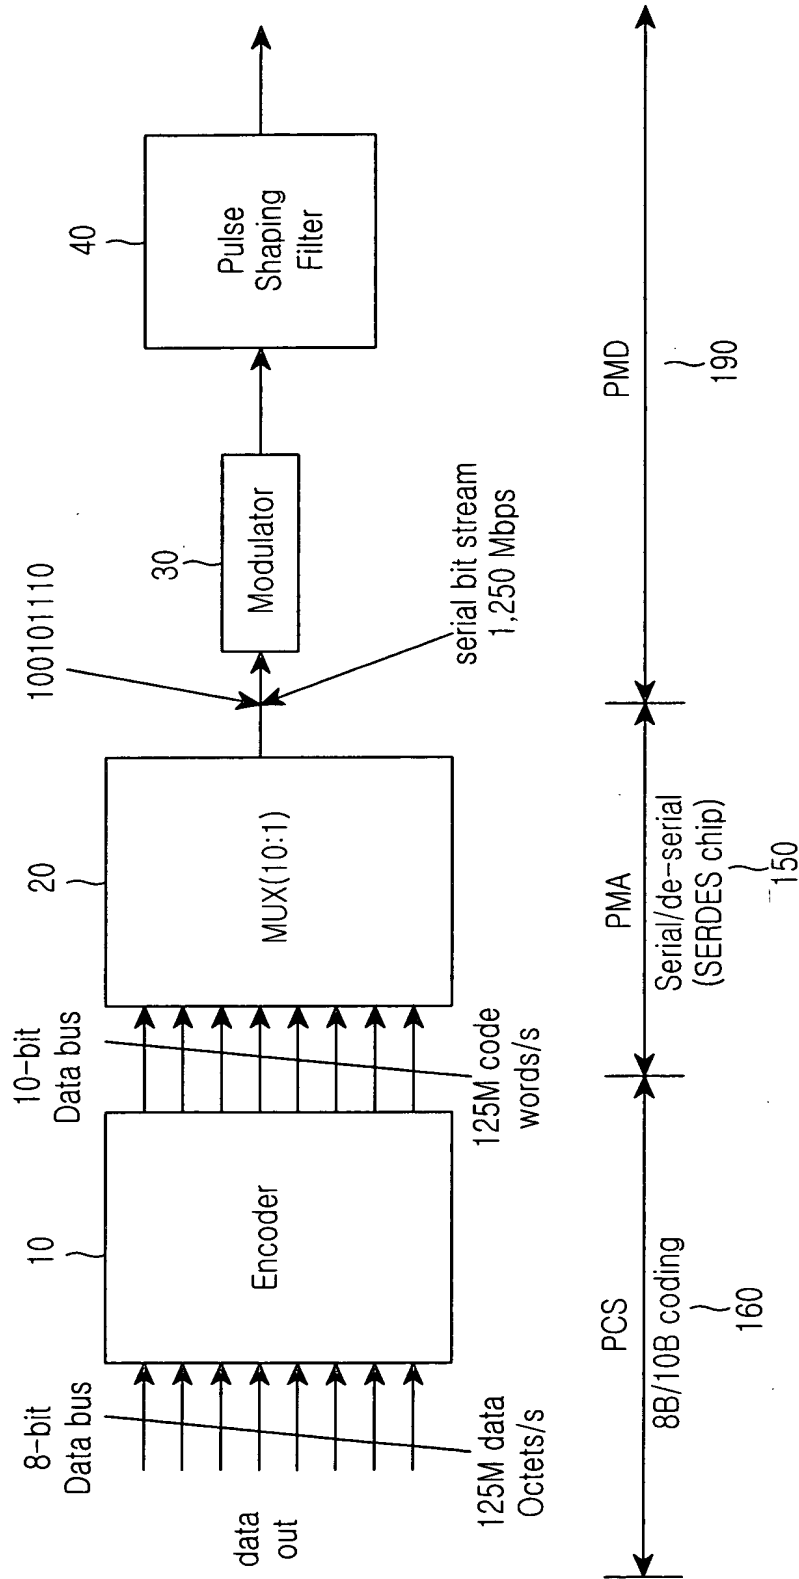 data
out
8-bit
Data bus
125M data
Octets/s
10
Encoder
10-bit
Data bus
125M code
words/s
20
MUX(10:1)
100101110
serial bit stream
1,250 Mbps
30
Modulator
40
Pulse
Shaping
Filter
PCS
8B/10B coding
160
PMA
Serial/de-serial
(SERDES chip)
150
PMD
190